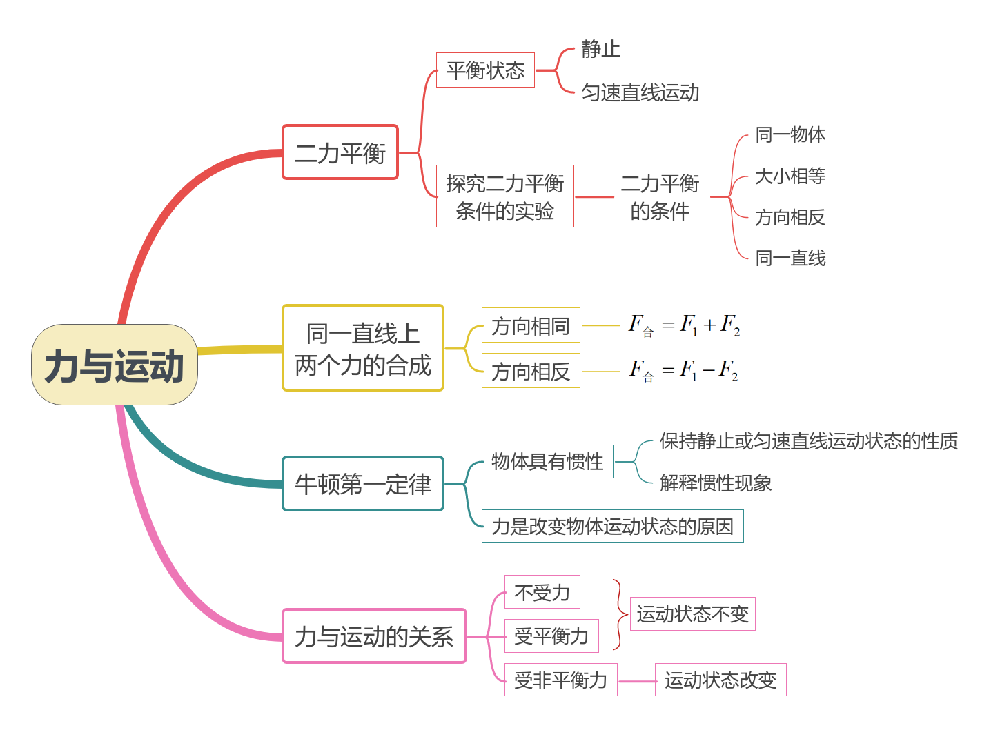 力与运动
二力平衡
平衡状态
静止
匀速直线运动
探究二力平衡
条件的实验
二力平衡
的条件
同一物体
大小相等
方向相反
同一直线
同一直线上
两个力的合成
方向相同
F合 = F1 + F2
方向相反
F合 = F1 − F2
牛顿第一定律
物体具有惯性
保持静止或匀速直线运动状态的性质
解释惯性现象
力是改变物体运动状态的原因
力与运动的关系
不受力
受平衡力
运动状态不变
受非平衡力
运动状态改变